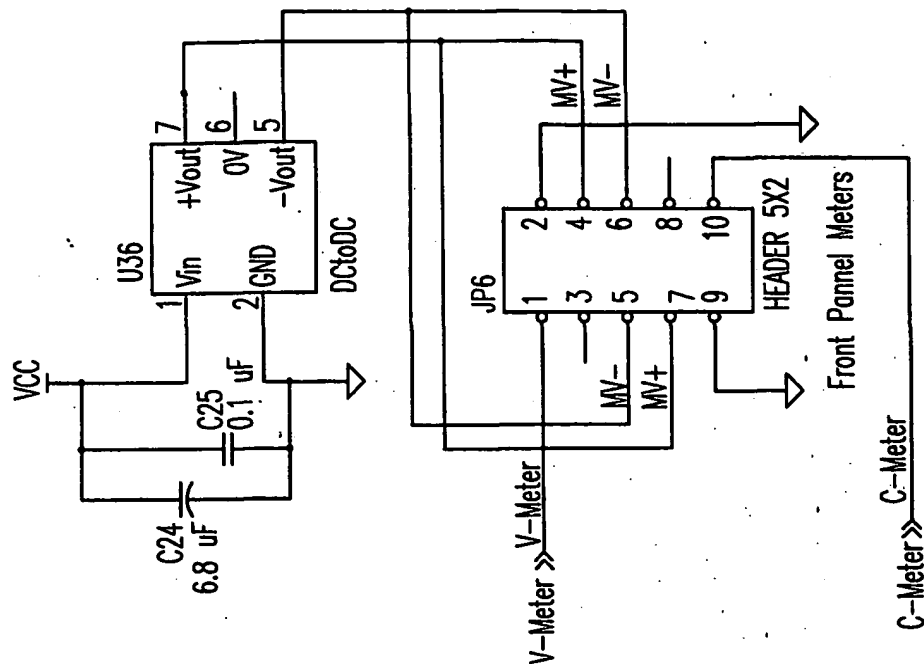 VCC
C24
6.8 uF
C25
0.1 uF
U36
1
Vin
2
GND
+Vout
7
0V
6
-Vout
5
DCtoDC
V-Meter
V-Meter
MV-
MV+
JP6
1
2
3
4
5
6
7
8
9
10
MV+
MV-
HEADER 5X2
Front Pannel Meters
C-Meter
C-Meter